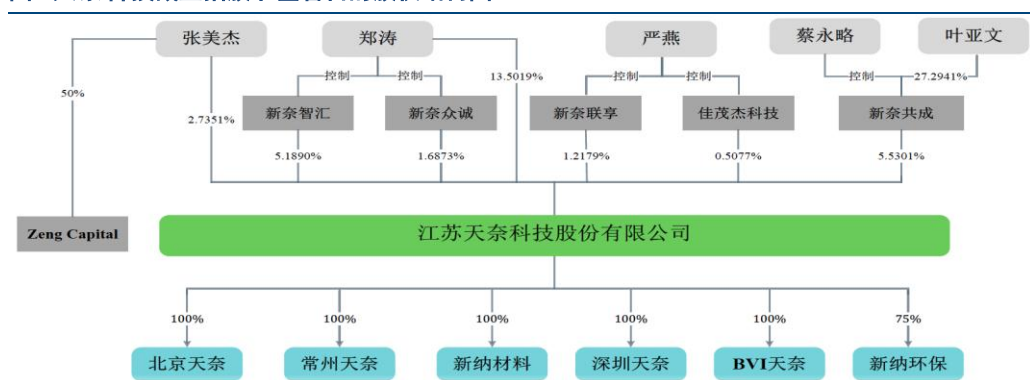 张美杰
郑涛
严燕
蔡永略
叶亚文
控制
控制
13.5019%
控制
控制
控制
27.2941%
50%
2.7351%
新奈智汇
新奈众诚
新奈联享
佳茂杰科技
新奈共成
5.1890%
1.6873%
1.2179%
0.5077%
5.5301%
Zeng Capital
江苏天奈科技股份有限公司
100%
100%
100%
100%
100%
75%
北京天奈
常州天奈
新纳材料
深圳天奈
BVI天奈
新纳环保